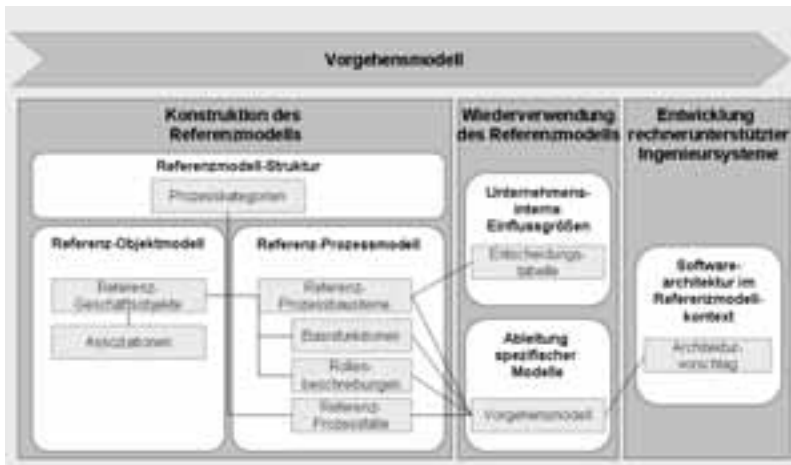 Vorgehensmodell
Konstruktion des
Referenzmodells
Referenzmodell-Struktur
Prozesskategorien
Referenz-Objektmodell
Referenz-
Geschäftsobjekte
Assoziationen
Referenz-Prozessmodell
Referenz-
Prozessbausteine
Basisfunktionen
Rollen-
beschreibungen
Referenz-
Prozessfälle
Wiederverwendung
des Referenzmodells
Unternehmens-
interne
Einflussgrößen
Entscheidungs-
tabelle
Ableitung
spezifischer
Modelle
Vorgehensmodell
Entwicklung
rechnerunterstützter
Ingenieursysteme
Software-
architektur im
Referenzmodell-
kontext
Architektur-
vorschlag